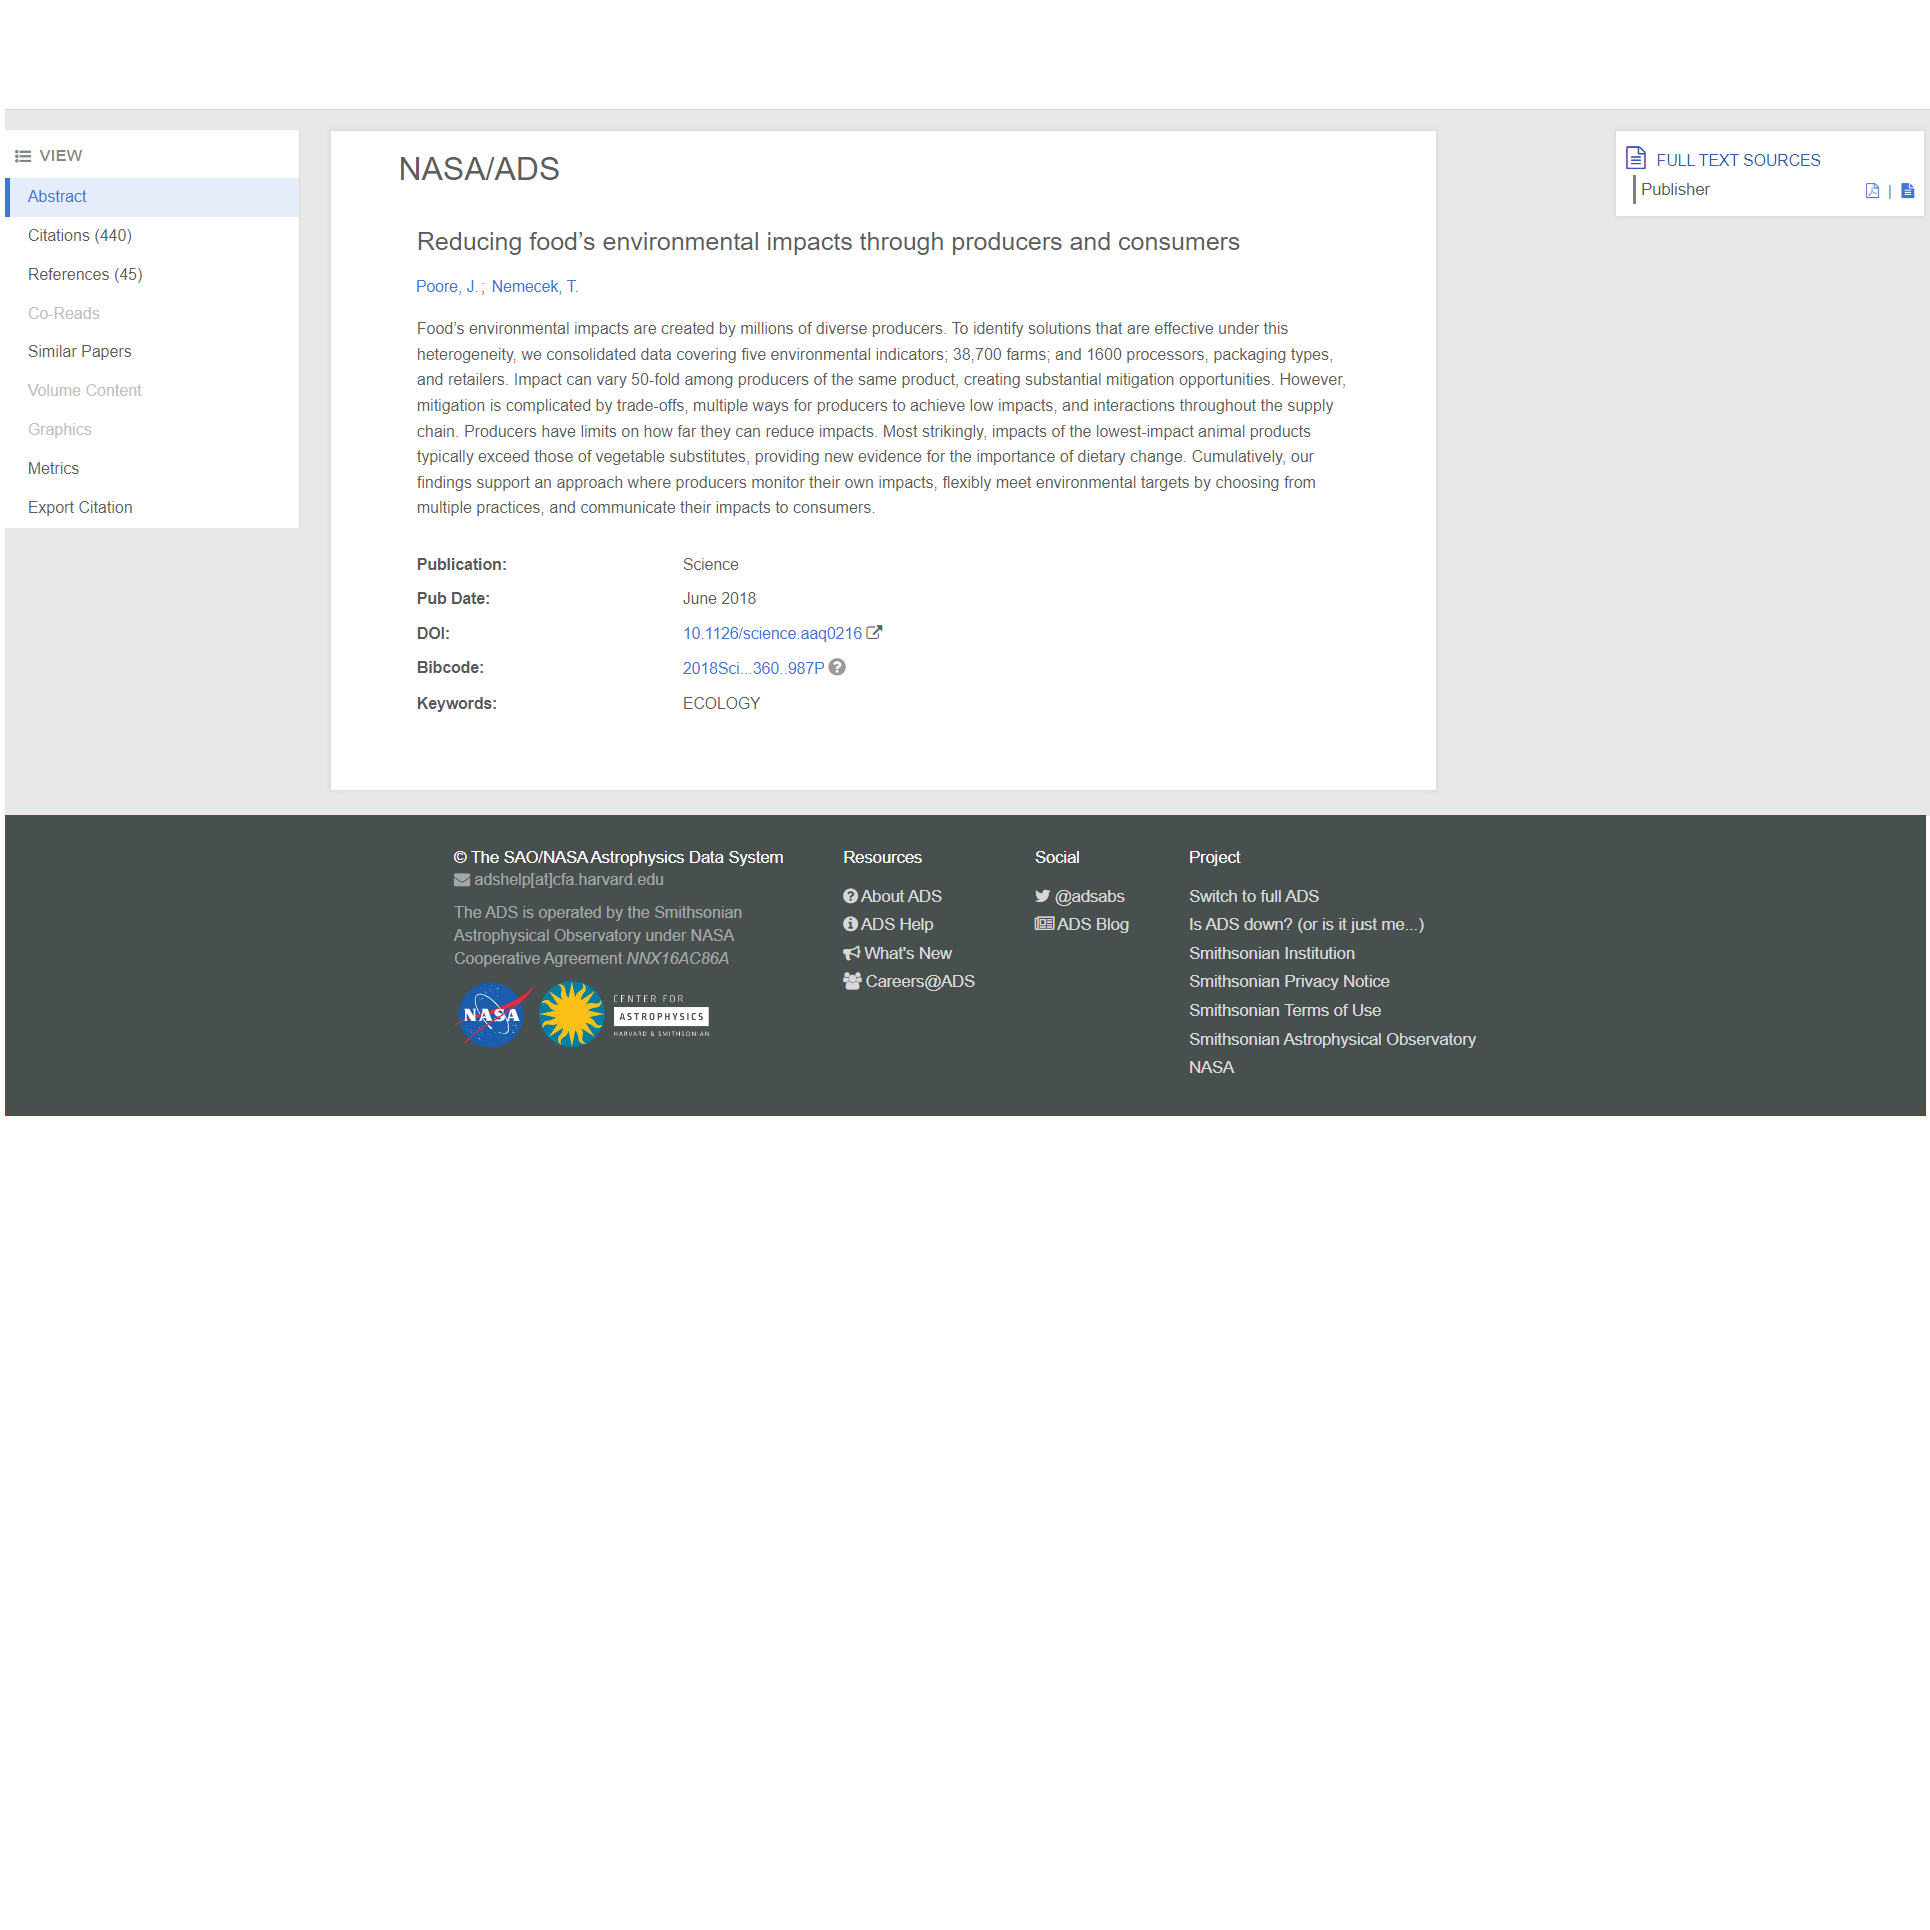 VIEW
Abstract
Citations (440)
References (45)
Co-Reads
Similar Papers
Volume Content
Graphics
Metrics
Export Citation
NASA/ADS
Reducing food’s environmental impacts through producers and consumers
Poore, J. ; Nemecek, T.
Food’s environmental impacts are created by millions of diverse producers. To identify solutions that are effective under this
heterogeneity, we consolidated data covering five environmental indicators; 38,700 farms; and 1600 processors, packaging types,
and retailers. Impact can vary 50-fold among producers of the same product, creating substantial mitigation opportunities. However,
mitigation is complicated by trade-offs, multiple ways for producers to achieve low impacts, and interactions throughout the supply
chain. Producers have limits on how far they can reduce impacts. Most strikingly, impacts of the lowest-impact animal products
typically exceed those of vegetable substitutes, providing new evidence for the importance of dietary change. Cumulatively, our
findings support an approach where producers monitor their own impacts, flexibly meet environmental targets by choosing from
multiple practices, and communicate their impacts to consumers.
Publication: Science
Pub Date: June 2018
DOI: 10.1126/science.aaq0216
Bibcode: 2018Sci...360..987P
Keywords: ECOLOGY
FULL TEXT SOURCES
Publisher |
© The SAO/NASA Astrophysics Data System
adshelp[at]cfa.harvard.edu
The ADS is operated by the Smithsonian
Astrophysical Observatory under NASA
Cooperative Agreement NNX16AC86A
NASA
CENTER FOR
ASTROPHYSICS
HARVARD & SMITHSONIAN
Resources
About ADS
ADS Help
What's New
Careers@ADS
Social
@adsabs
ADS Blog
Project
Switch to full ADS
Is ADS down? (or is it just me...)
Smithsonian Institution
Smithsonian Privacy Notice
Smithsonian Terms of Use
Smithsonian Astrophysical Observatory
NASA